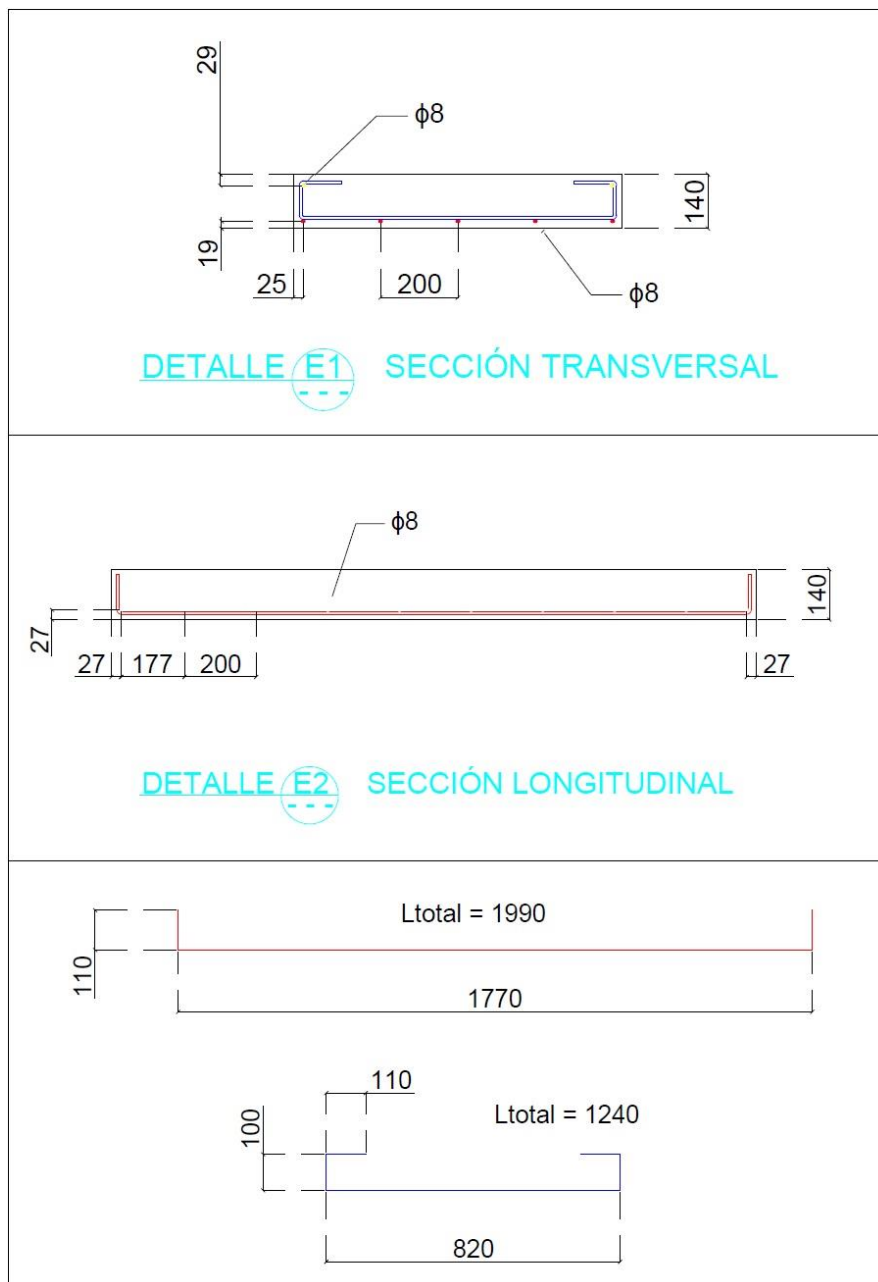 29
ϕ8
140
19
25
200
ϕ8
DETALLE E1 SECCIÓN TRANSVERSAL
- - -
ϕ8
140
27
27
177
200
27
DETALLE E2 SECCIÓN LONGITUDINAL
- - -
Ltotal = 1990
110
1770
110
Ltotal = 1240
100
820